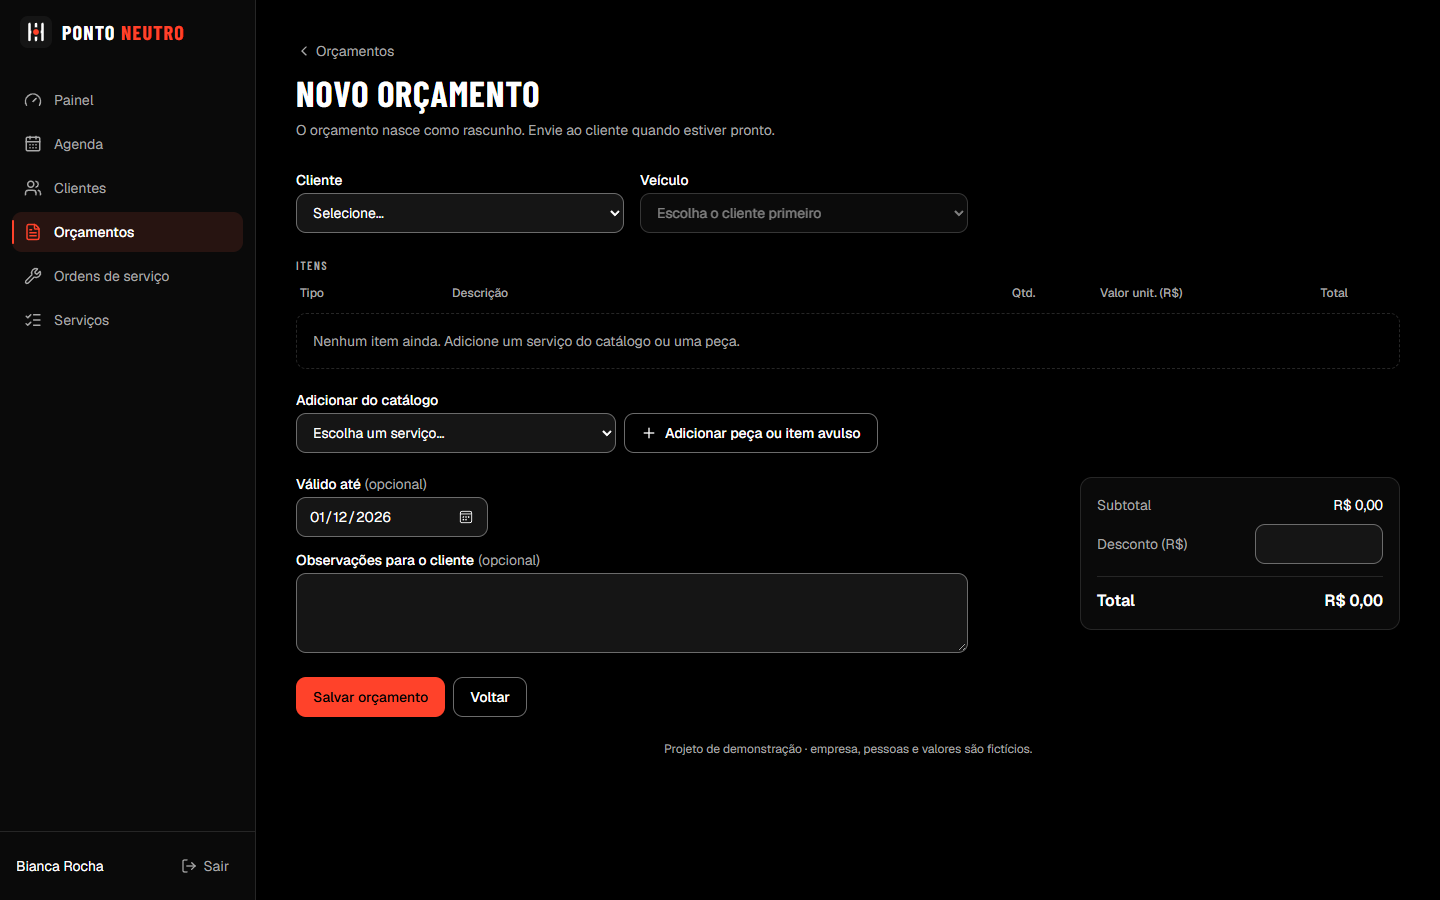 PONTO NEUTRO
Painel
Agenda
Clientes
Orçamentos
Ordens de serviço
Serviços
Bianca Rocha
Sair
Orçamentos
NOVO ORÇAMENTO
O orçamento nasce como rascunho. Envie ao cliente quando estiver pronto.
Cliente Veículo
Selecione... Escolha o cliente primeiro
ITENS
Tipo Descrição Qtd. Valor unit. (R$) Total
Nenhum item ainda. Adicione um serviço do catálogo ou uma peça.
Adicionar do catálogo
Escolha um serviço... Adicionar peça ou item avulso
Válido até (opcional)
01/12/2026
Observações para o cliente (opcional)
Subtotal R$ 0,00
Desconto (R$)
Total R$ 0,00
Salvar orçamento Voltar
Projeto de demonstração · empresa, pessoas e valores são fictícios.